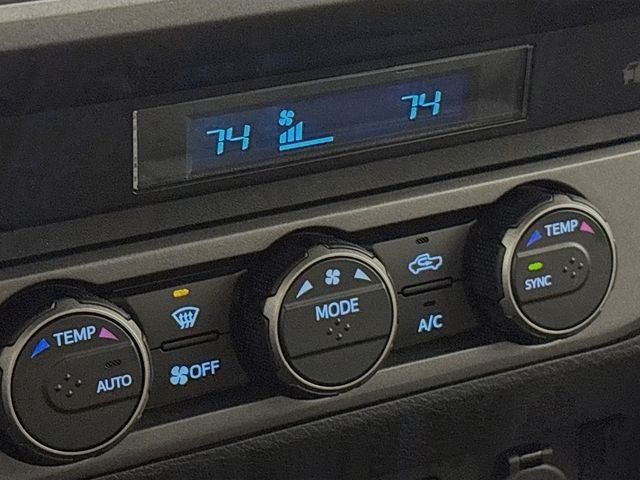 74 74
TEMP
AUTO
OFF
MODE
A/C
TEMP
SYNC